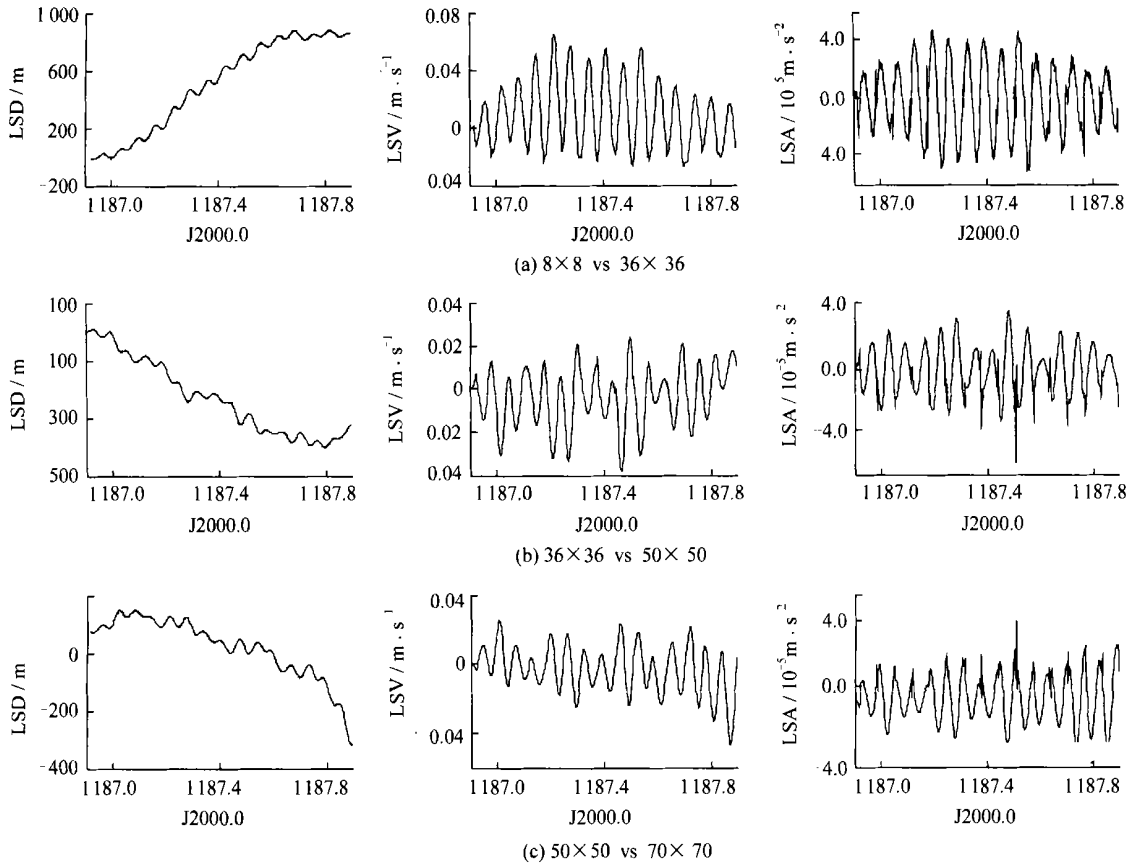 LSD / m
1 000
600
200
-200
1 187.0 1 187.4 1 187.8
J2000.0
LSV / m · s⁻¹
0.08
0.04
0
0.04
1 187.0 1 187.4 1 187.8
J2000.0
LSA / 10⁻⁵ m · s⁻²
4.0
0.0
4.0
1 187.0 1 187.4 1 187.8
J2000.0
(a) 8×8 vs 36×36
LSD / m
100
100
300
500
1 187.0 1 187.4 1 187.8
J2000.0
LSV / m · s⁻¹
0.04
0.02
0
0.02
0.04
1 187.0 1 187.4 1 187.8
J2000.0
LSA / 10⁻⁵ m · s⁻²
4.0
0.0
-4.0
1 187.0 1 187.4 1 187.8
J2000.0
(b) 36×36 vs 50×50
LSD / m
0
-200
-400
1 187.0 1 187.4 1 187.8
J2000.0
LSV / m · s⁻¹
0.04
0
0.04
1 187.0 1 187.4 1 187.8
J2000.0
LSA / 10⁻⁵ m · s⁻²
4.0
0.0
-4.0
1 187.0 1 187.4 1 187.8
J2000.0
(c) 50×50 vs 70×70